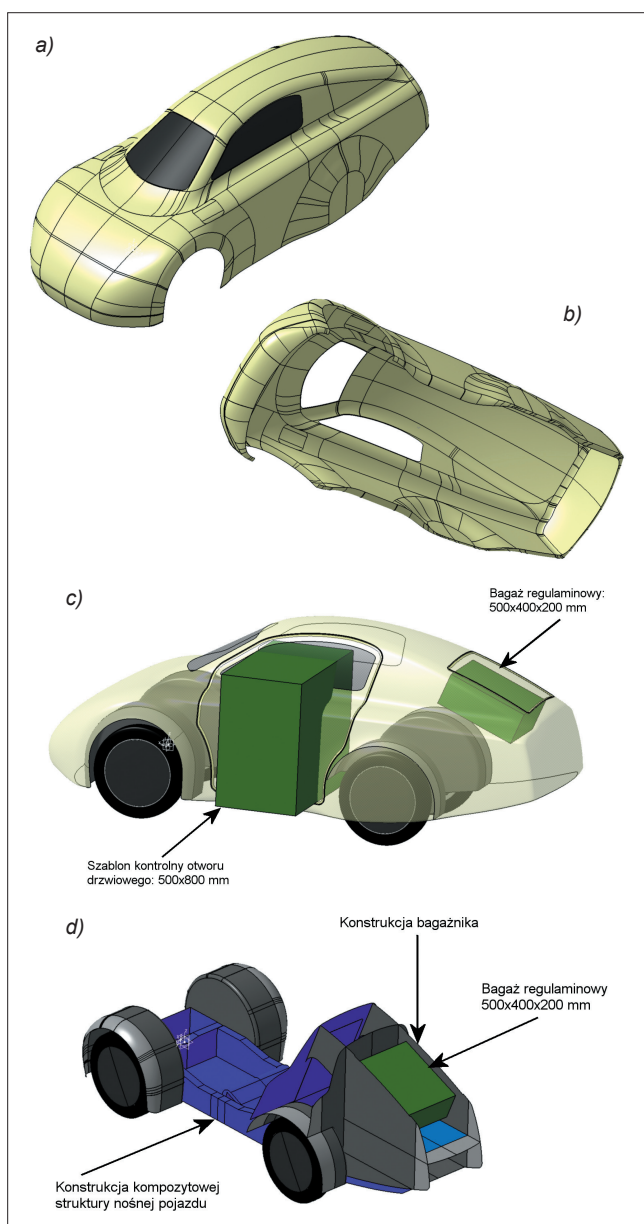 a)
b)
c)
Bagaż regulaminowy:
500x400x200 mm
Szablon kontrolny otworu
drzwiowego: 500x800 mm
d)
Konstrukcja bagażnika
Bagaż regulaminowy
500x400x200 mm
Konstrukcja kompozytowej
struktury nośnej pojazdu